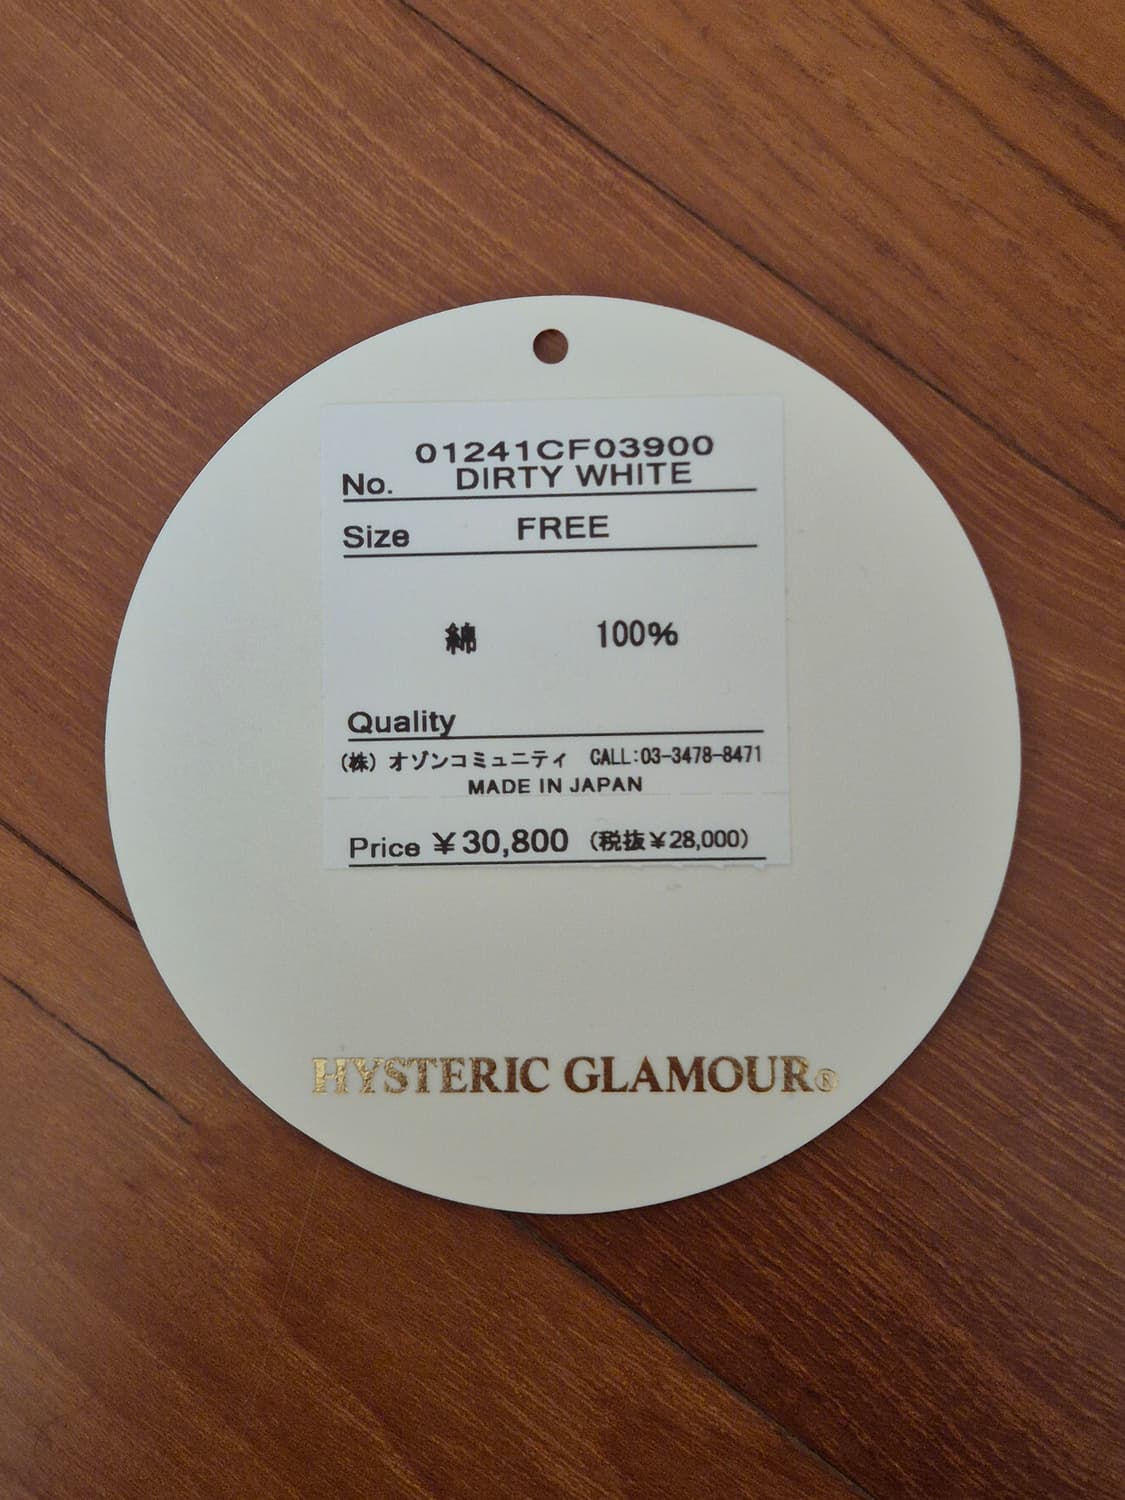 01241CF03900
No. DIRTY WHITE
Size FREE
綿 100%
Quality
(株) オゾンコミュニティ CALL:03-3478-8471
MADE IN JAPAN
Price ¥30,800 (税抜¥28,000)
HYSTERIC GLAMOUR®